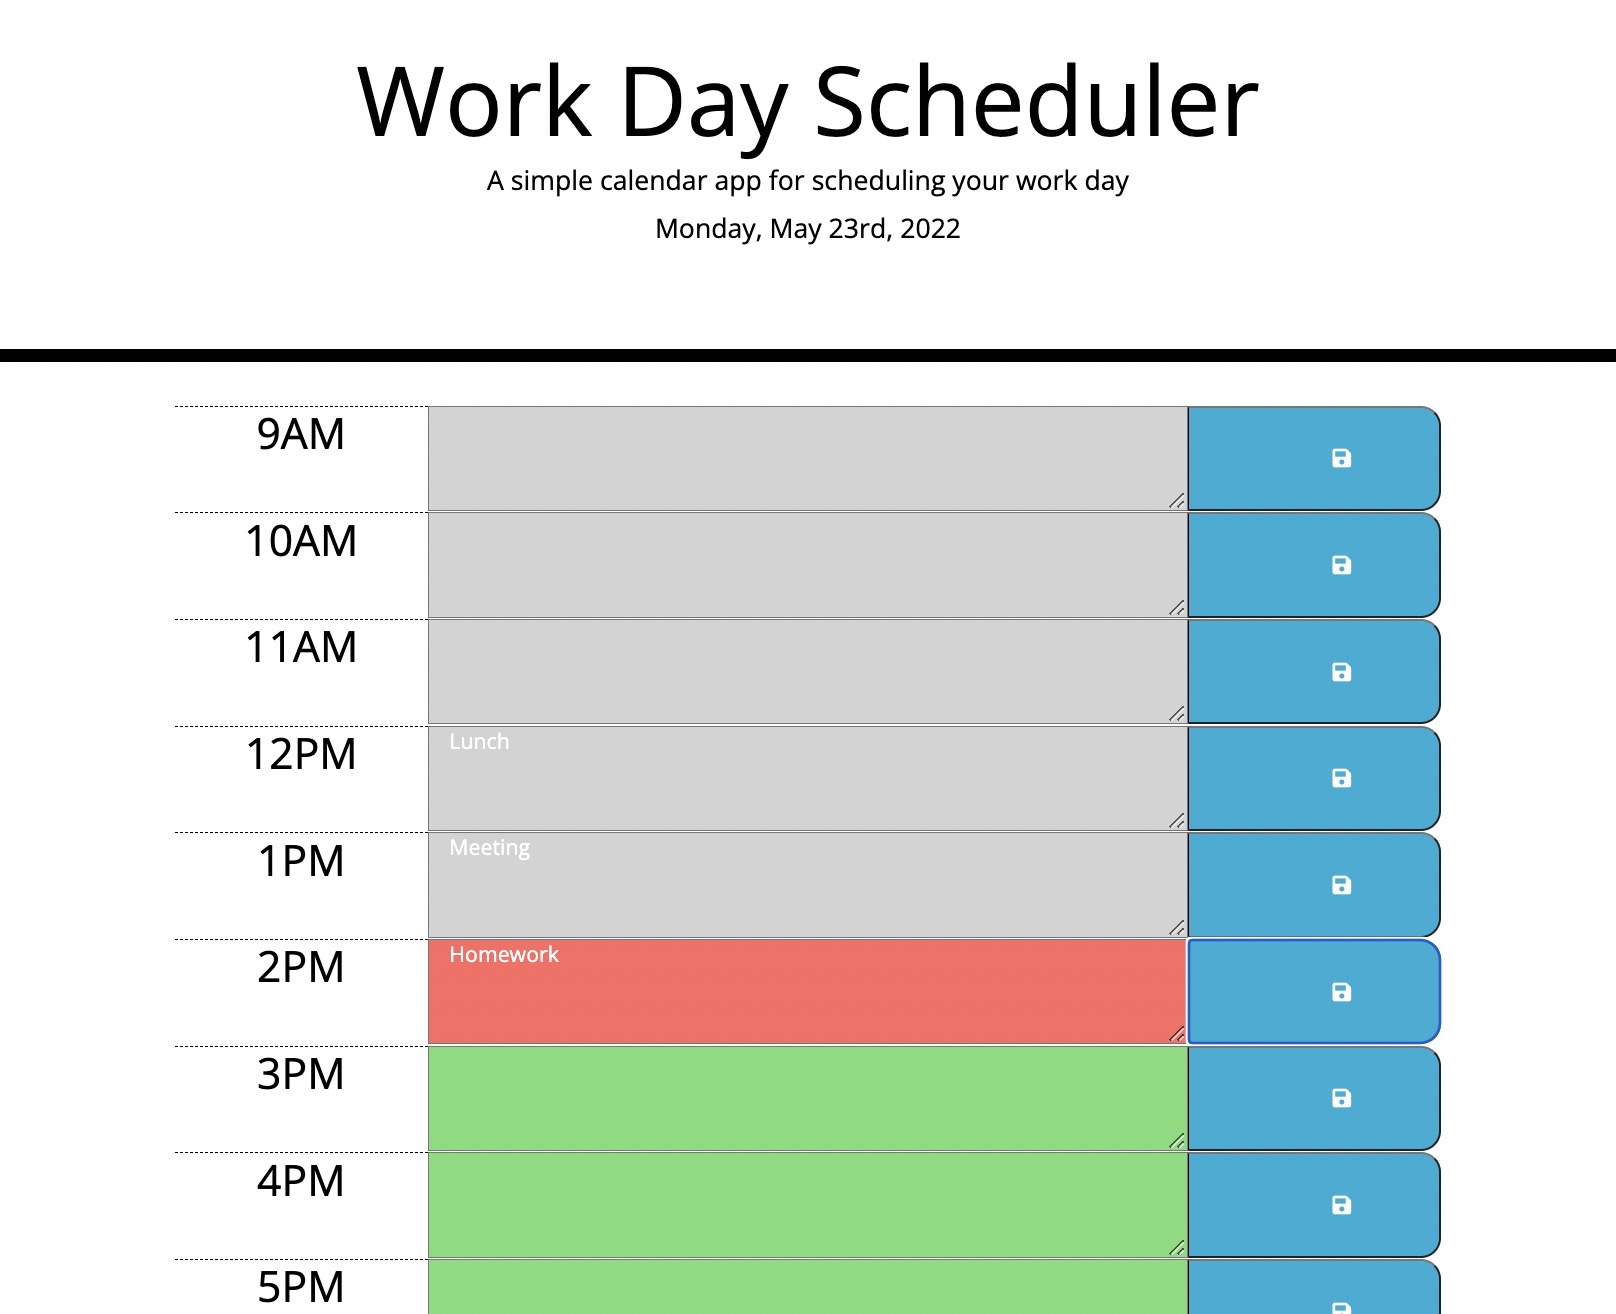 Work Day Scheduler
A simple calendar app for scheduling your work day
Monday, May 23rd, 2022
9AM
10AM
11AM
12PM
Lunch
1PM
Meeting
2PM
Homework
3PM
4PM
5PM